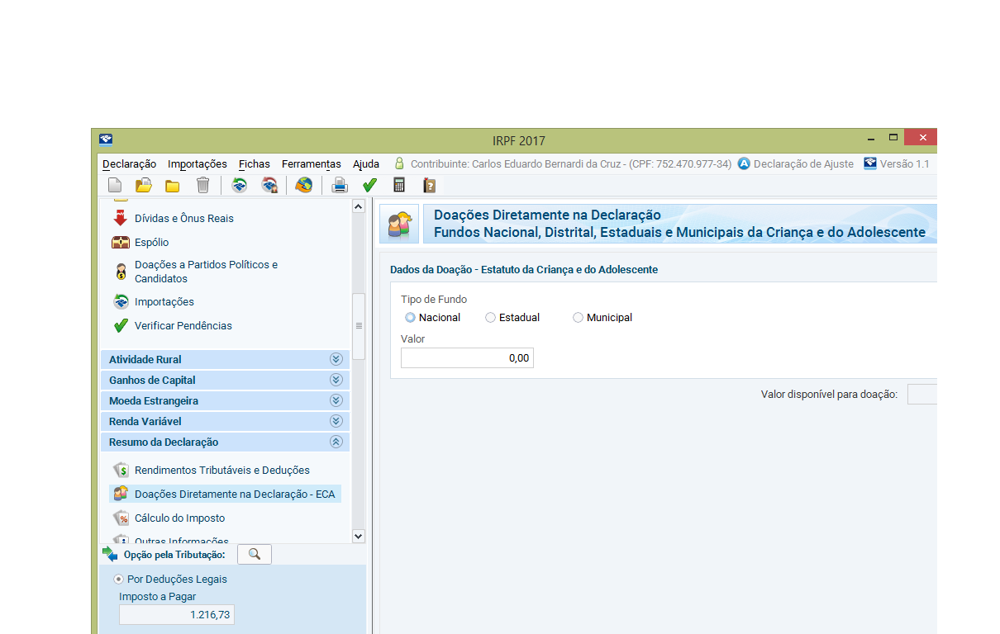 IRPF 2017
Declaração Importações Fichas Ferramentas Ajuda Contribuinte: Carlos Eduardo Bernardi da Cruz - (CPF: 752.470.977-34) A Declaração de Ajuste Versão 1.1
Dívidas e Ônus Reais
Espólio
Doações a Partidos Políticos e
Candidatos
Importações
Verificar Pendências
Atividade Rural
Ganhos de Capital
Moeda Estrangeira
Renda Variável
Resumo da Declaração
Rendimentos Tributáveis e Deduções
Doações Diretamente na Declaração - ECA
Cálculo do Imposto
Outras Informações
Opção pela Tributação:
Por Deduções Legais
Imposto a Pagar
1.216,73
Doações Diretamente na Declaração
Fundos Nacional, Distrital, Estaduais e Municipais da Criança e do Adolescente
Dados da Doação - Estatuto da Criança e do Adolescente
Tipo de Fundo
Nacional Estadual Municipal
Valor
0,00
Valor disponível para doação: